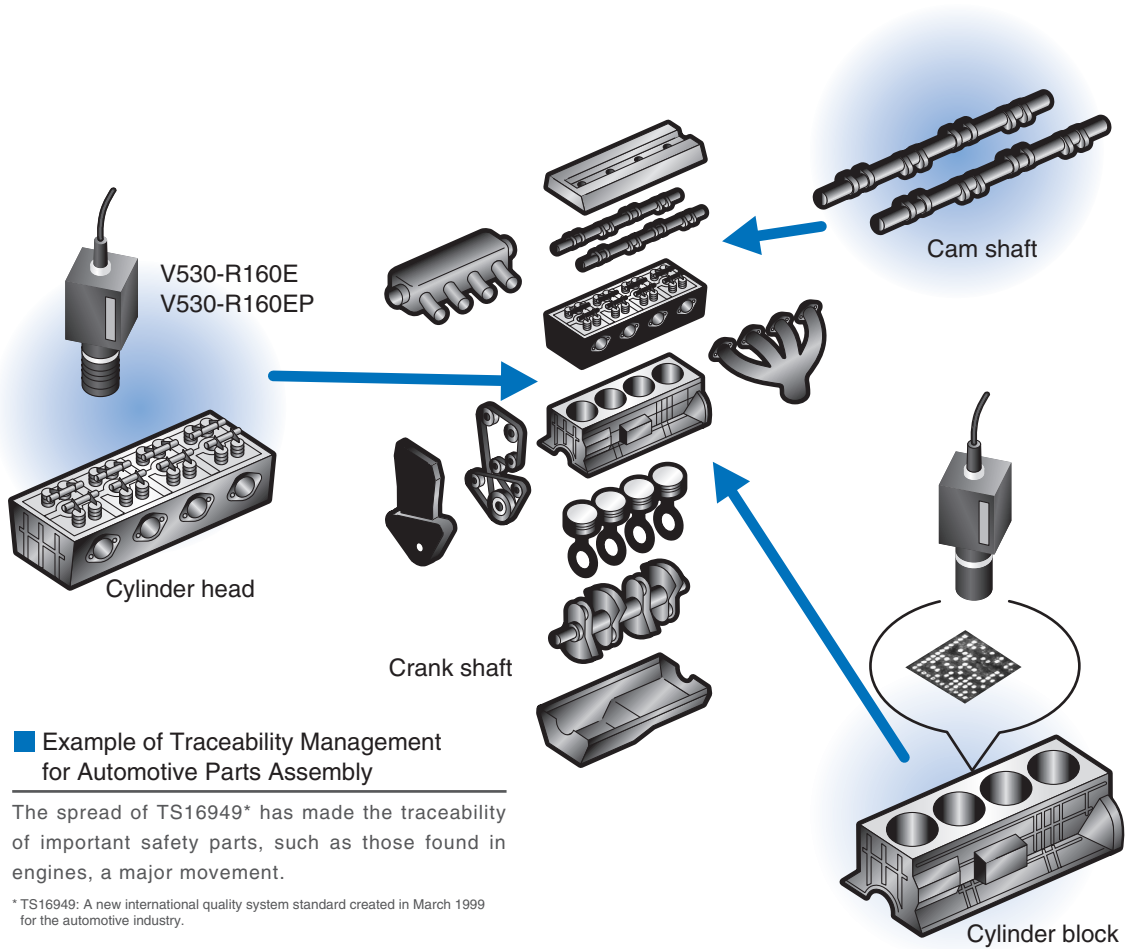 Cam shaft
V530-R160E
V530-R160EP
Cylinder head
Crank shaft
Example of Traceability Management
for Automotive Parts Assembly
The spread of TS16949* has made the traceability
of important safety parts, such as those found in
engines, a major movement.
* TS16949: A new international quality system standard created in March 1999
for the automotive industry.
Cylinder block